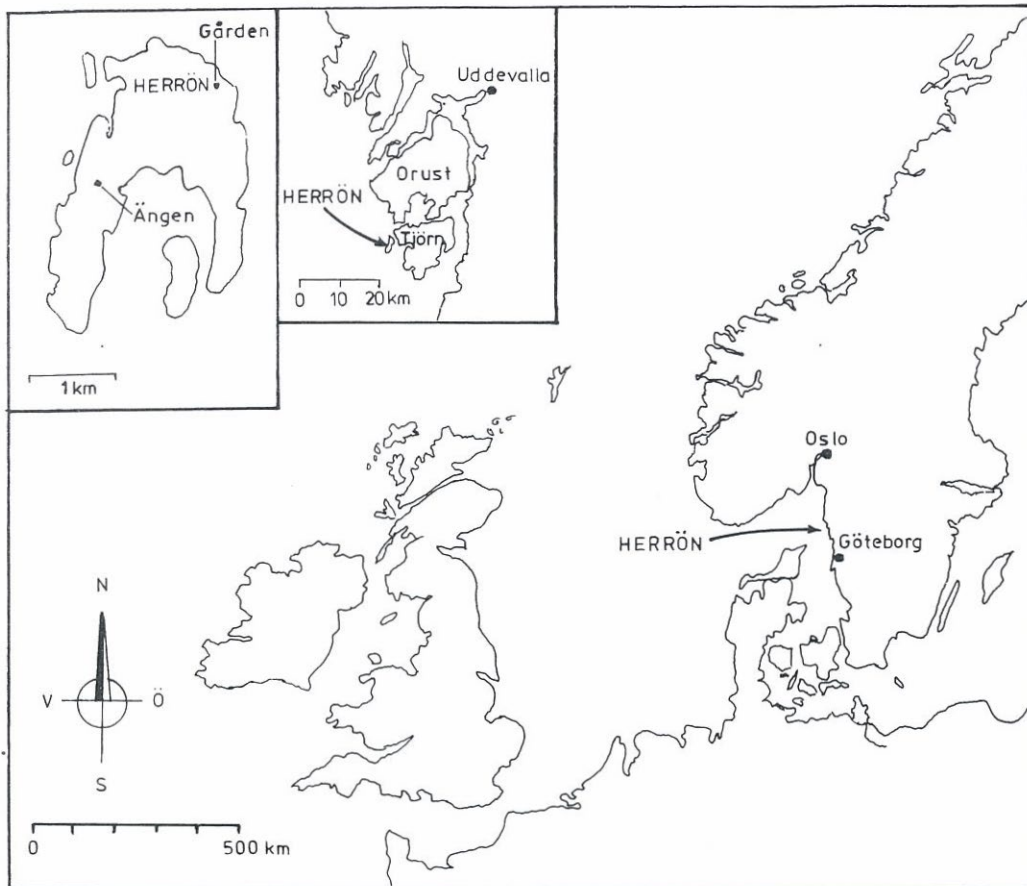 Gården
HERRÖN
Ängen
1 km
Uddevalla
Orust
HERRÖN
Tjörn
0 10 20 km
Oslo
HERRÖN
Göteborg
N
V Ö
S
0 500 km